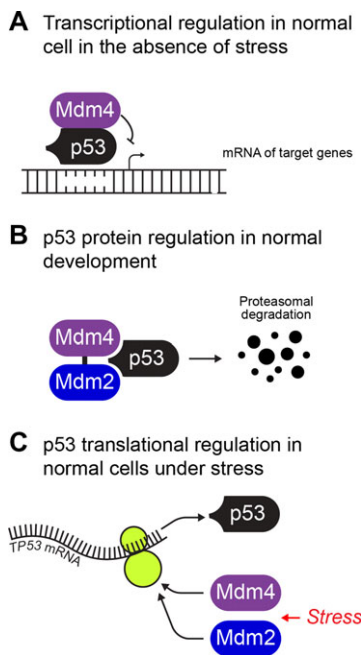 A Transcriptional regulation in normal
cell in the absence of stress
Mdm4
p53
mRNA of target genes
B p53 protein regulation in normal
development
Proteasomal
degradation
Mdm4
p53
Mdm2
C p53 translational regulation in
normal cells under stress
p53
TP53 mRNA
Mdm4
Stress
Mdm2